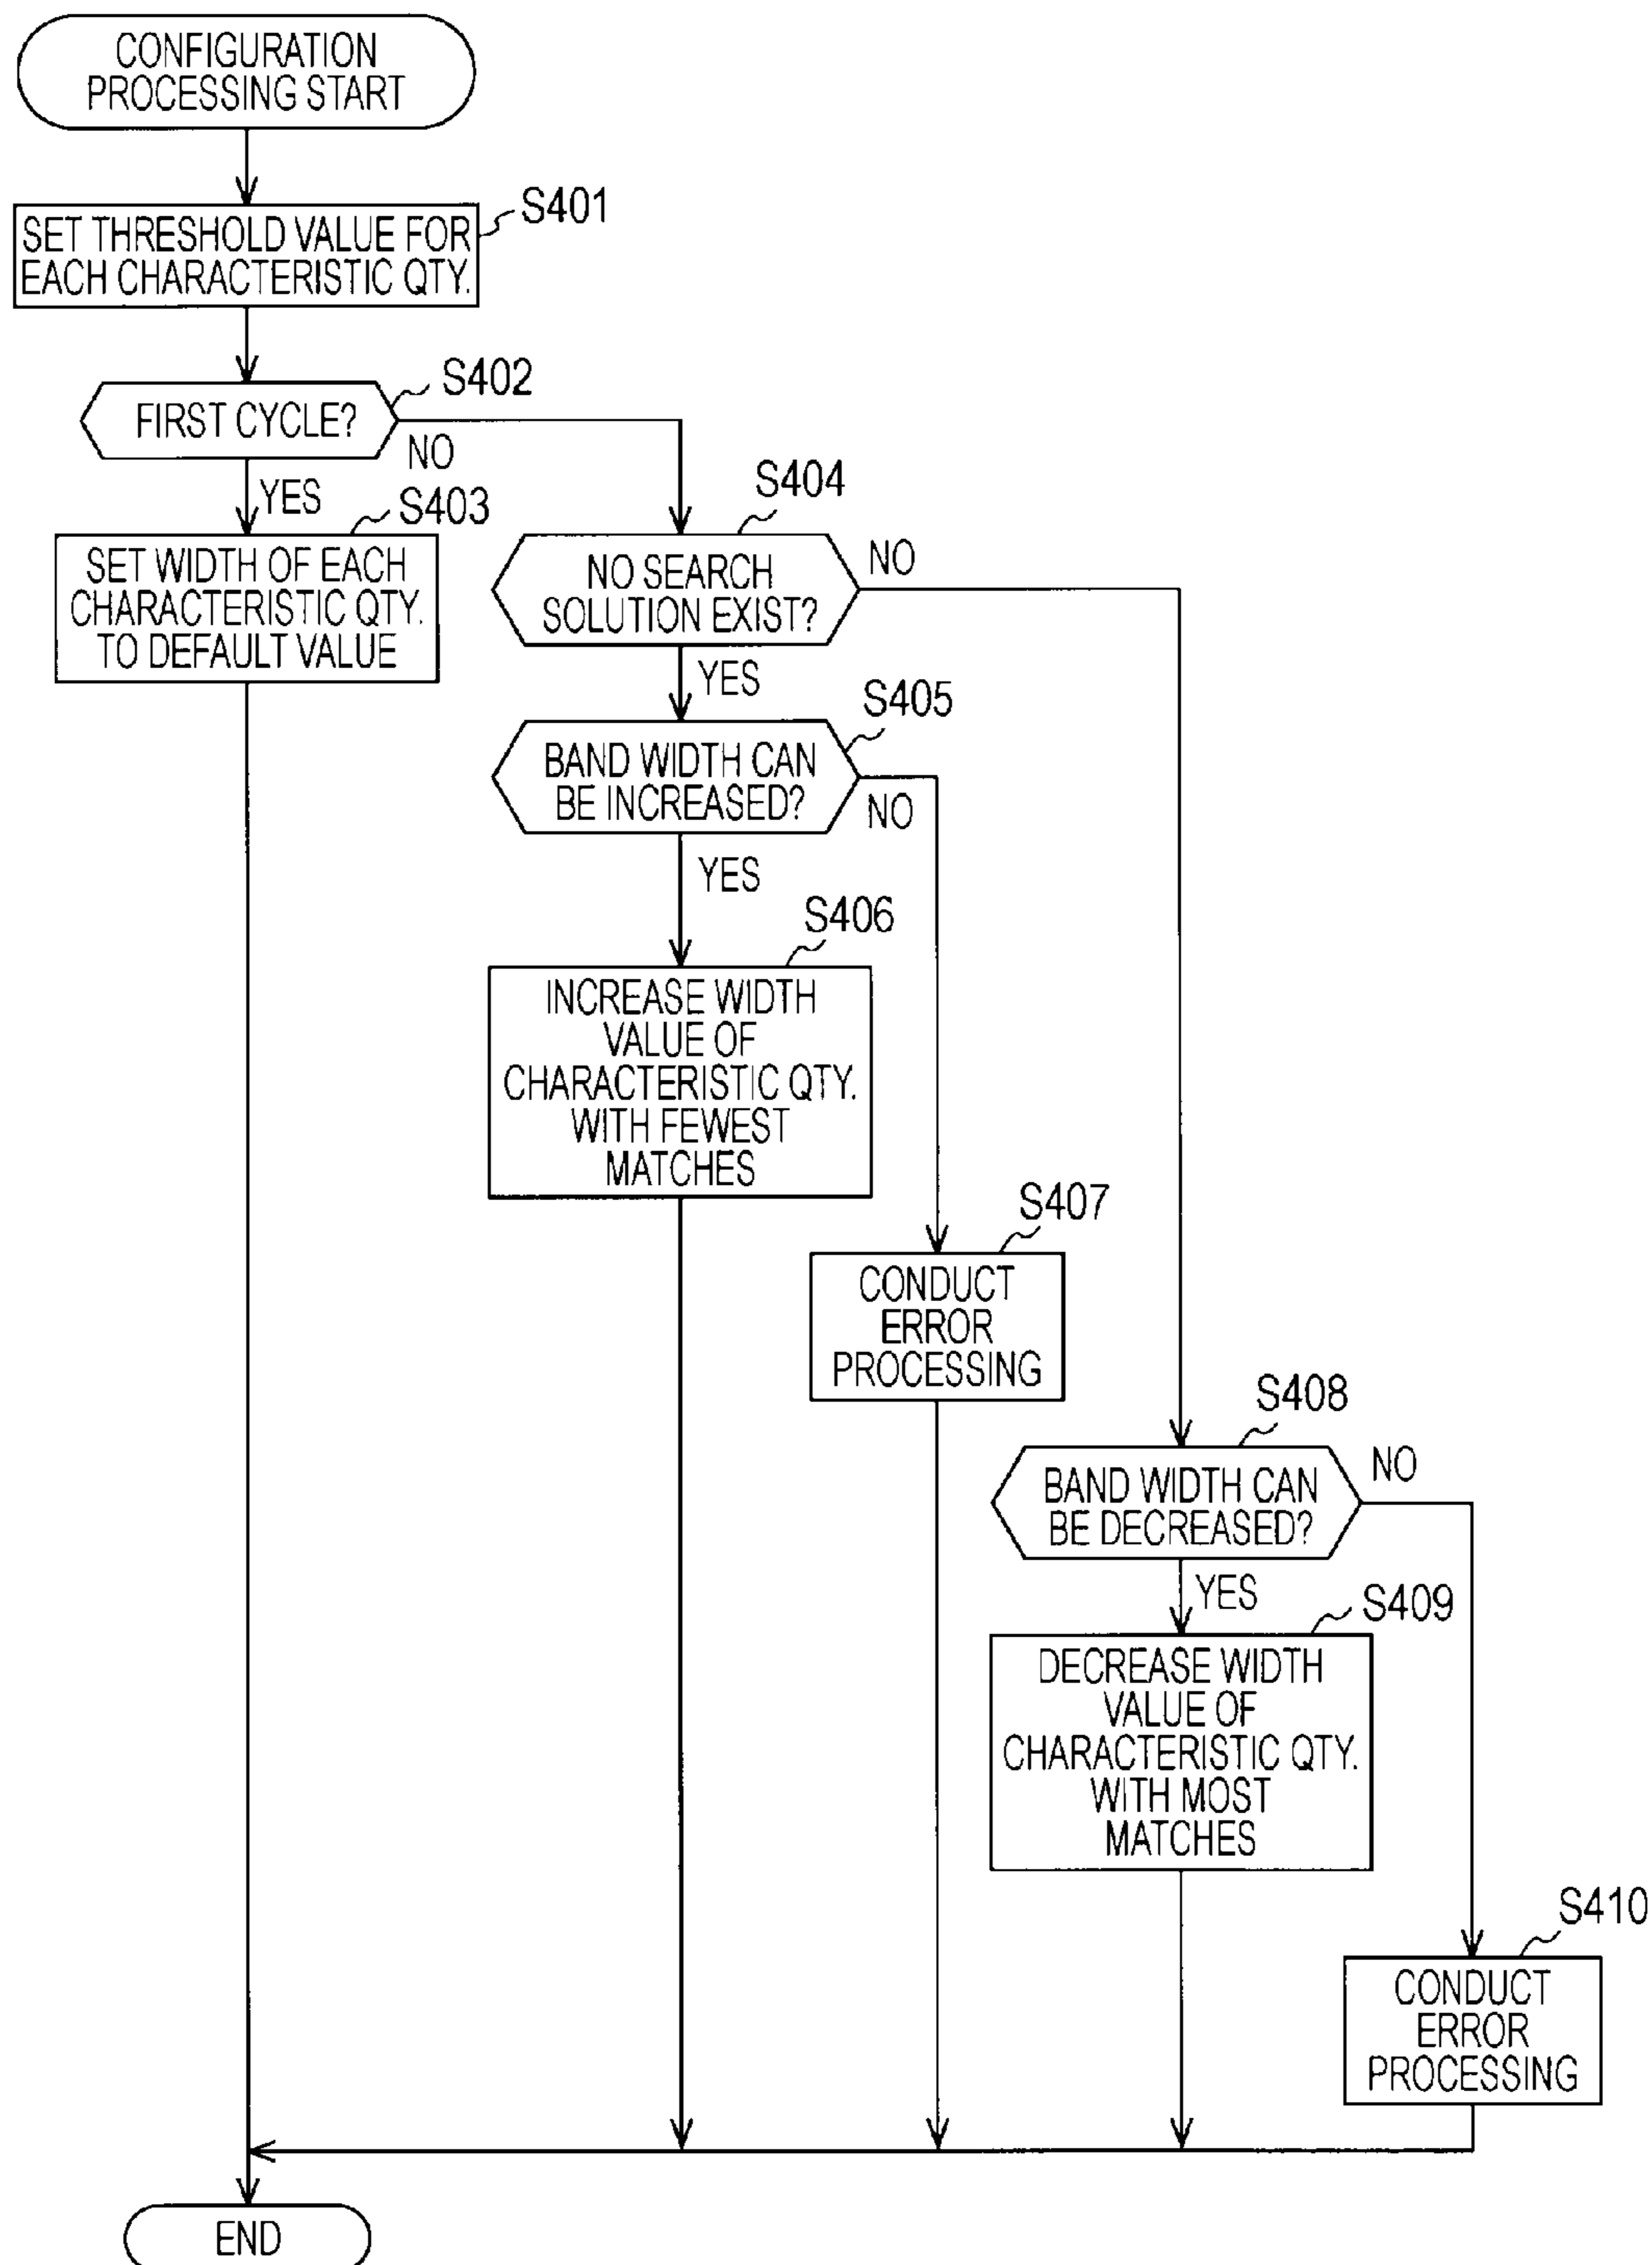 CONFIGURATION
PROCESSING START
S401
SET THRESHOLD VALUE FOR
EACH CHARACTERISTIC QTY.
S402
FIRST CYCLE?
NO
YES
S403
SET WIDTH OF EACH
CHARACTERISTIC QTY.
TO DEFAULT VALUE
S404
NO SEARCH
SOLUTION EXIST?
NO
YES
S405
BAND WIDTH CAN
BE INCREASED?
NO
YES
S406
INCREASE WIDTH
VALUE OF
CHARACTERISTIC QTY.
WITH FEWEST
MATCHES
S407
CONDUCT
ERROR
PROCESSING
S408
BAND WIDTH CAN
BE DECREASED?
NO
YES
S409
DECREASE WIDTH
VALUE OF
CHARACTERISTIC QTY.
WITH MOST
MATCHES
S410
CONDUCT
ERROR
PROCESSING
END